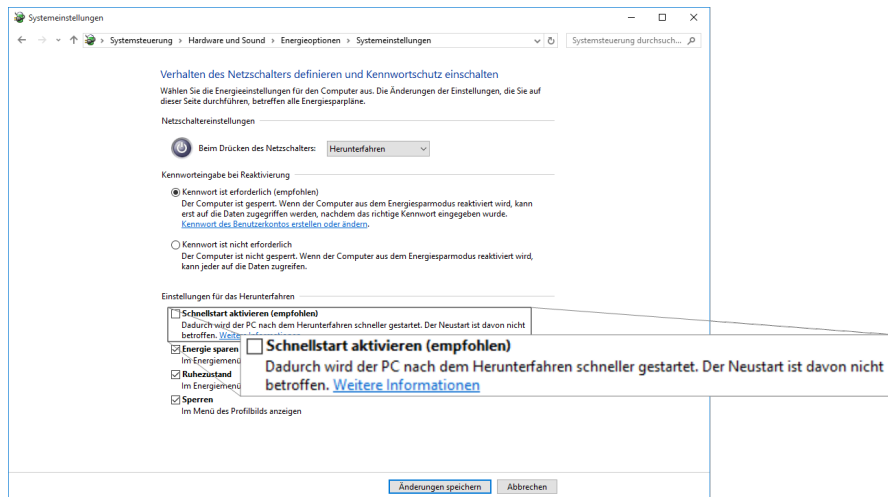 Systemeinstellungen
Systemsteuerung > Hardware und Sound > Energieoptionen > Systemeinstellungen
Systemsteuerung durchsuch...
Verhalten des Netzschalters definieren und Kennwortschutz einschalten
Wählen Sie die Energieeinstellungen für den Computer aus. Die Änderungen der Einstellungen, die Sie auf
dieser Seite durchführen, betreffen alle Energiesparpläne.
Netzschaltereinstellungen
Beim Drücken des Netzschalters: Herunterfahren
Kennworteingabe bei Reaktivierung
Kennwort ist erforderlich (empfohlen)
Der Computer ist gesperrt. Wenn der Computer aus dem Energiesparmodus reaktiviert wird, kann
erst auf die Daten zugegriffen werden, nachdem das richtige Kennwort eingegeben wurde.
Kennwort des Benutzerkontos erstellen oder ändern.
Kennwort ist nicht erforderlich
Der Computer ist nicht gesperrt. Wenn der Computer aus dem Energiesparmodus reaktiviert wird,
kann jeder auf die Daten zugreifen.
Einstellungen für das Herunterfahren
Schnellstart aktivieren (empfohlen)
Dadurch wird der PC nach dem Herunterfahren schneller gestartet. Der Neustart ist davon nicht
betroffen.
Schnellstart aktivieren (empfohlen)
Dadurch wird der PC nach dem Herunterfahren schneller gestartet. Der Neustart ist davon nicht
betroffen. Weitere Informationen
Energie sparen
Im Energiemenü
Ruhezustand
Im Energiemenü
Sperren
Im Menü des Profilbilds anzeigen
Änderungen speichern
Abbrechen